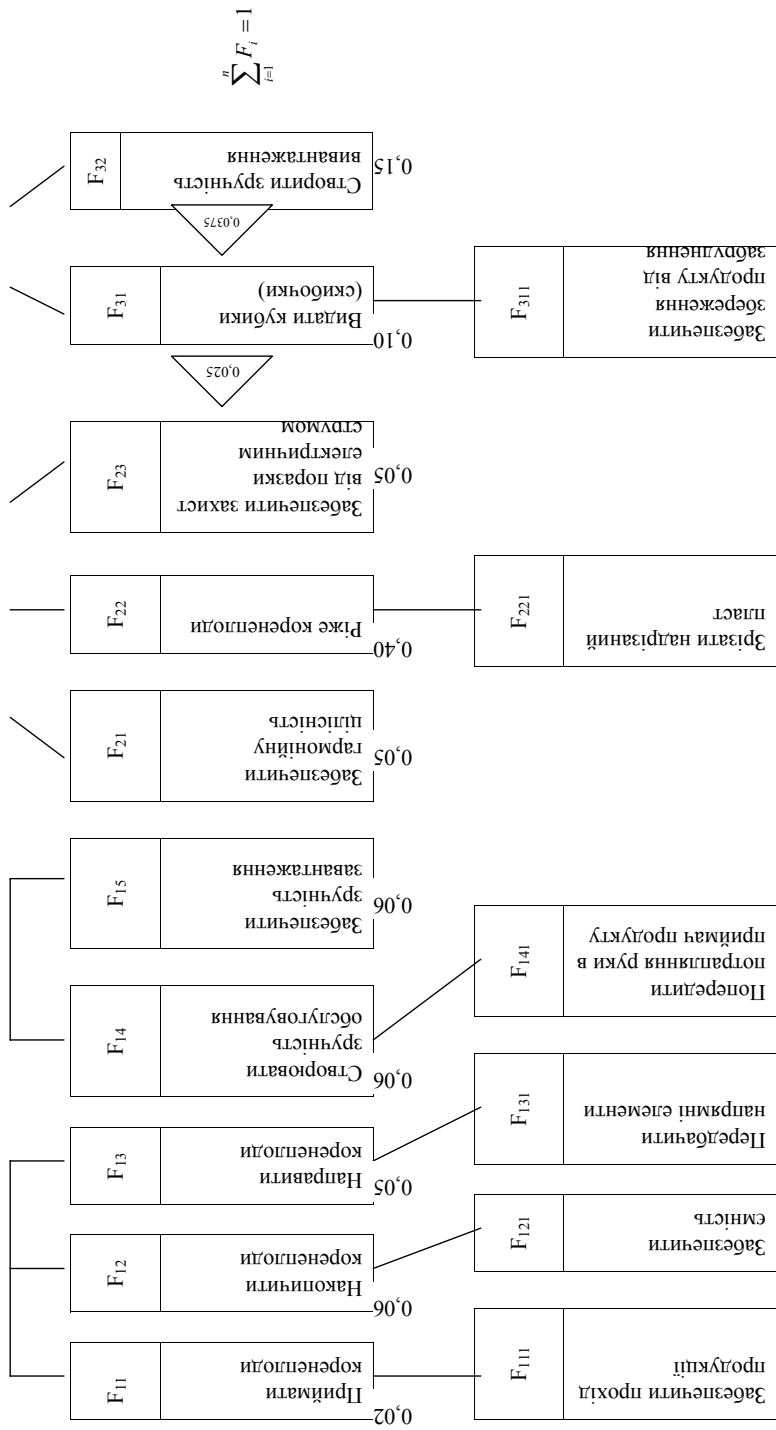 F11
Приймати
коренеплоди
0,02
F12
Накопичити
коренеплоди
0,06
F13
Направити
коренеплоди
0,05
F14
Створювати
зручність
обслуговування
0,06
F15
Забезпечити
зручність
завантаження
0,06
F21
Забезпечити
гармонійну
цілісність
0,05
F22
Ріже коренеплоди
0,40
F23
Забезпечити захист
від поразки
електричним
струмом
0,05
0,025
F31
Видати кубики
(скибочки)
0,10
0,0375
F32
Створити зручність
вивантаження
0,15
F111
Забезпечити прохід
продукції
F121
Забезпечити
ємність
F131
Передбачити
напрямні елементи
F141
Попередити
потрапляння руки в
приймач продукту
F221
Зрізати надрізаний
пласт
F311
Забезпечити
збереження
продукту від
забруднення
n
∑ Fi = 1
i=1